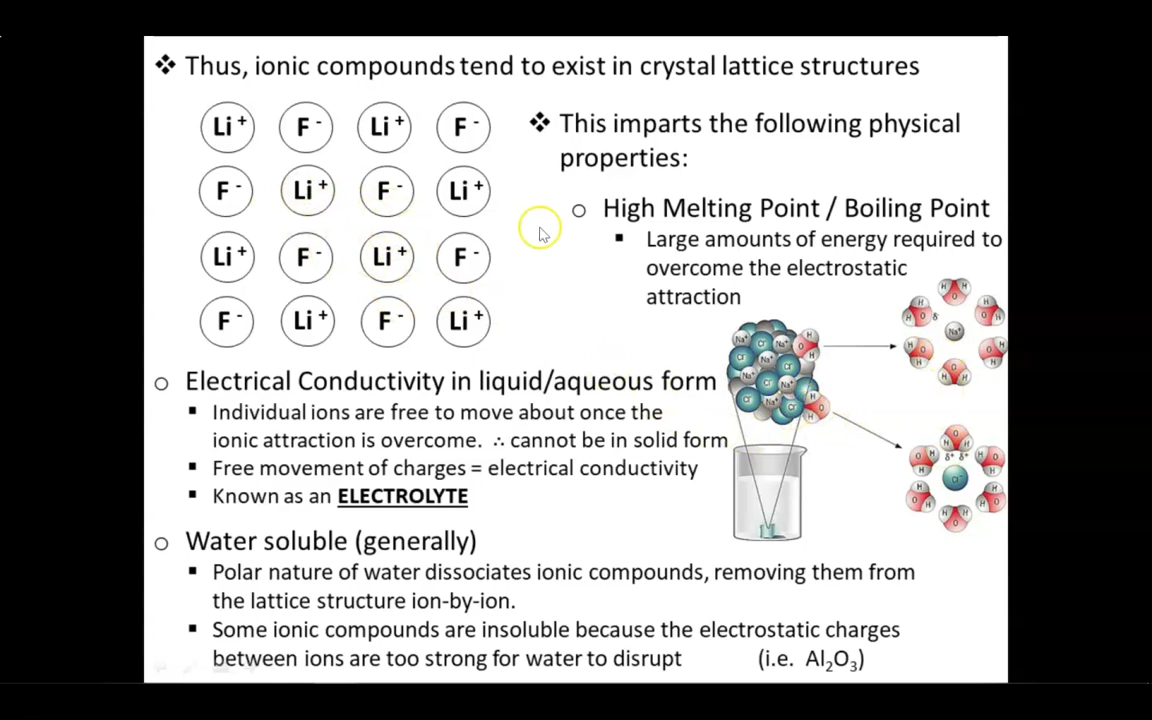 ❖ Thus, ionic compounds tend to exist in crystal lattice structures
Li⁺ F⁻ Li⁺ F⁻
F⁻ Li⁺ F⁻ Li⁺
Li⁺ F⁻ Li⁺ F⁻
F⁻ Li⁺ F⁻ Li⁺
❖ This imparts the following physical
properties:
o High Melting Point / Boiling Point
▪ Large amounts of energy required to
overcome the electrostatic
attraction
o Electrical Conductivity in liquid/aqueous form
▪ Individual ions are free to move about once the
ionic attraction is overcome. ∴ cannot be in solid form
▪ Free movement of charges = electrical conductivity
▪ Known as an ELECTROLYTE
o Water soluble (generally)
▪ Polar nature of water dissociates ionic compounds, removing them from
the lattice structure ion-by-ion.
▪ Some ionic compounds are insoluble because the electrostatic charges
between ions are too strong for water to disrupt (i.e. Al₂O₃)